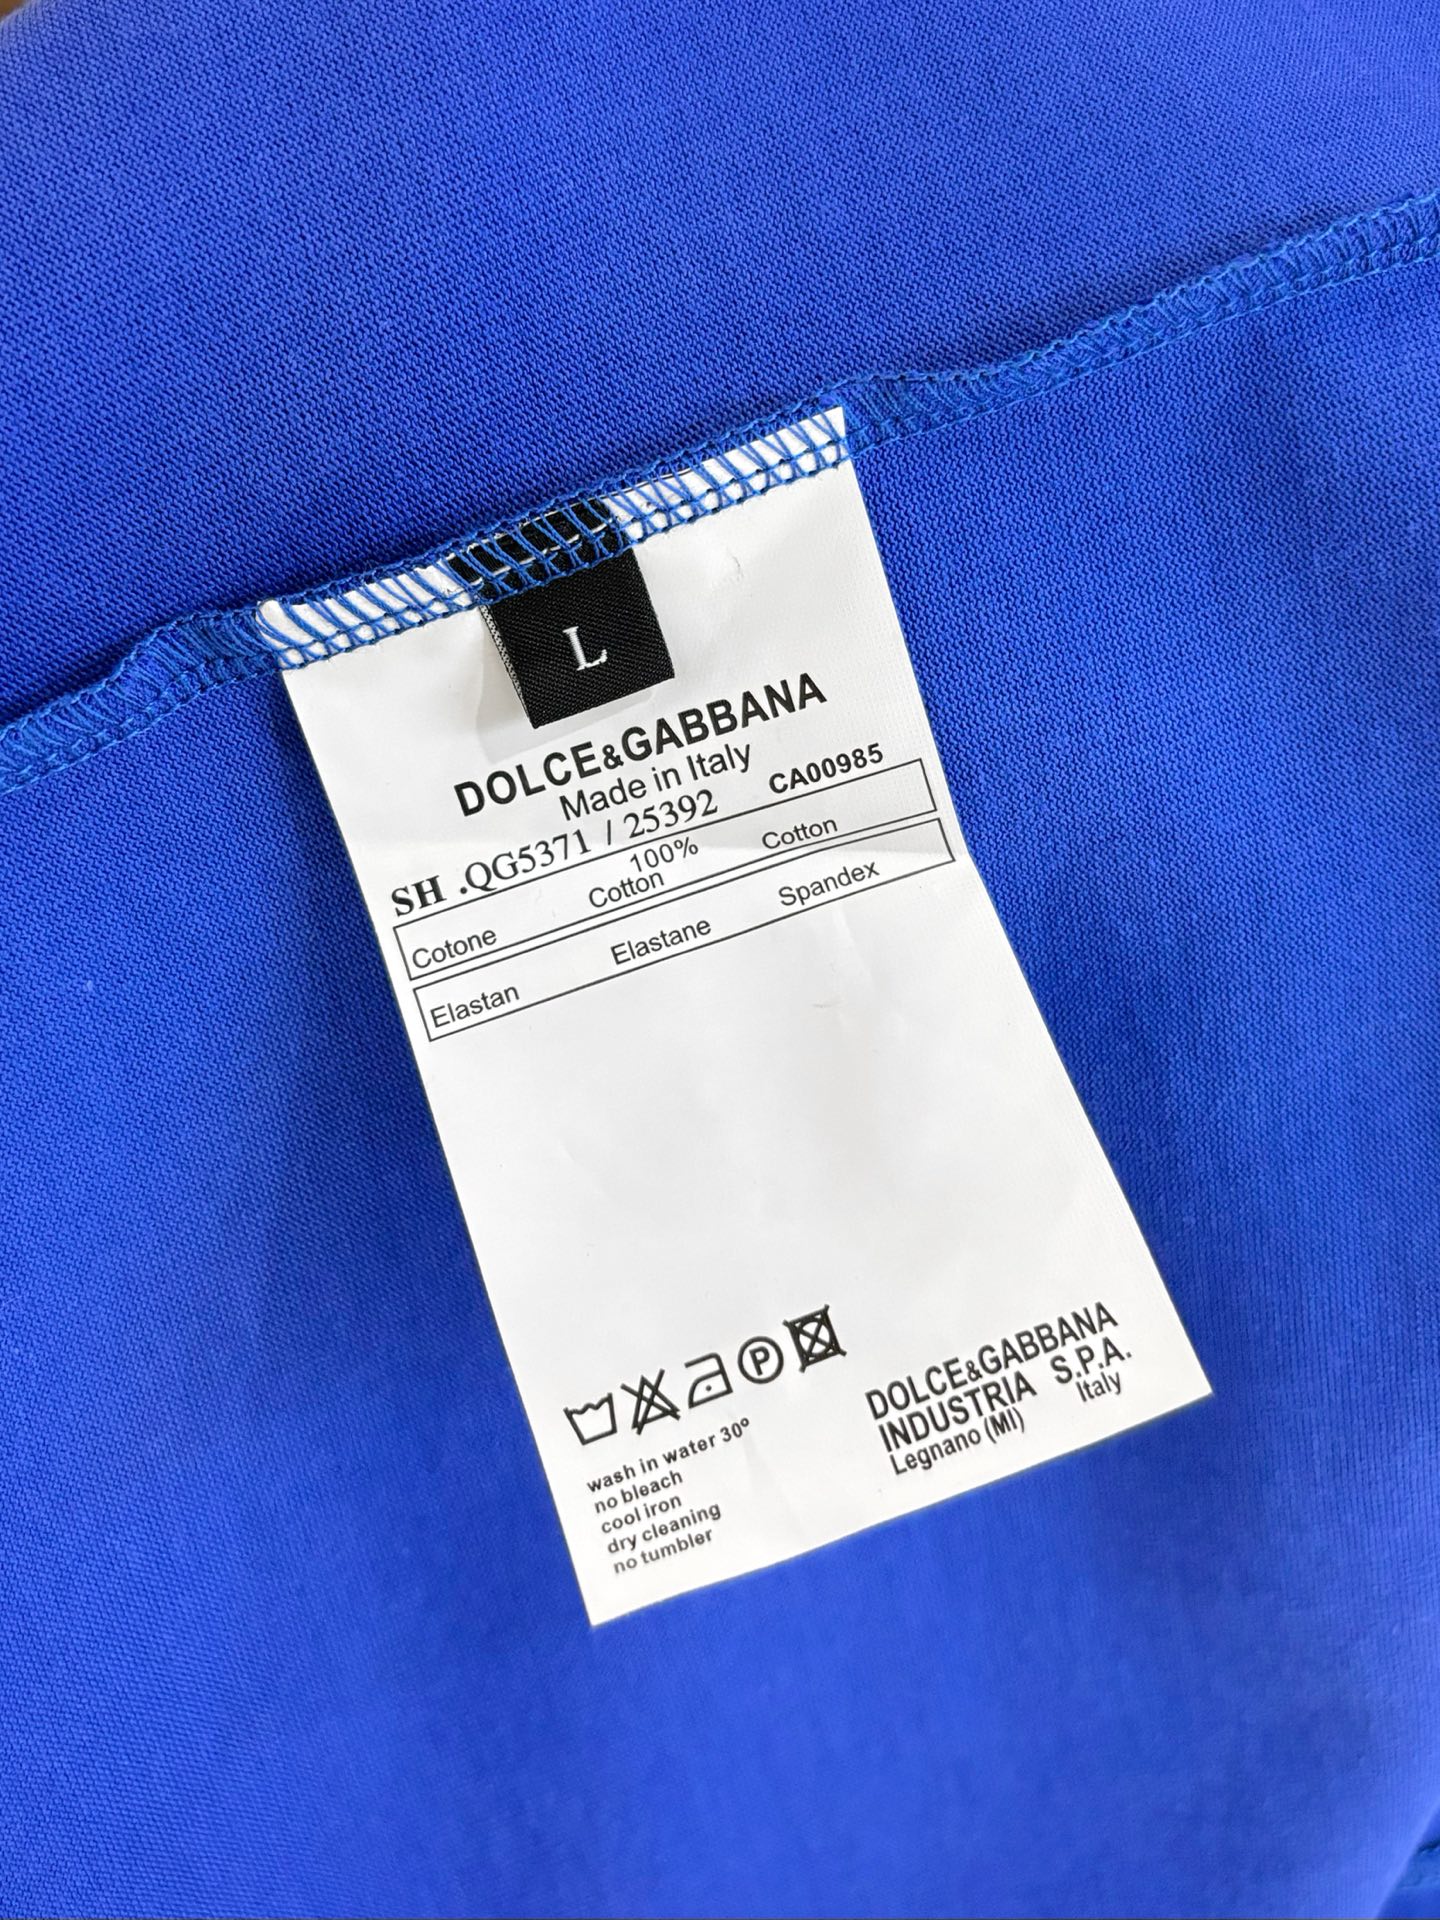 L
DOLCE&GABBANA
Made in Italy
SH .QG5371 / 25392 CA00985
100%
Cotone Cotton Cotton
Elastan Elastane Spandex
P
wash in water 30°
no bleach
cool iron
dry cleaning
no tumbler
DOLCE&GABBANA
INDUSTRIA S.P.A.
Legnano (MI) Italy